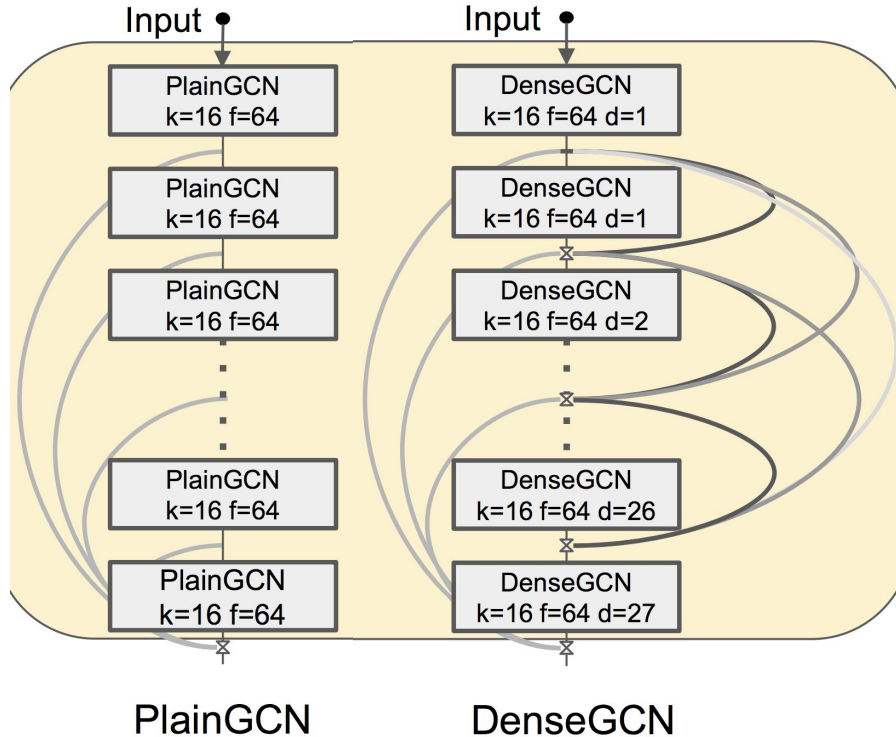 Input
PlainGCN
k=16 f=64
PlainGCN
k=16 f=64
PlainGCN
k=16 f=64
PlainGCN
k=16 f=64
PlainGCN
k=16 f=64
PlainGCN
Input
DenseGCN
k=16 f=64 d=1
DenseGCN
k=16 f=64 d=1
DenseGCN
k=16 f=64 d=2
DenseGCN
k=16 f=64 d=26
DenseGCN
k=16 f=64 d=27
DenseGCN